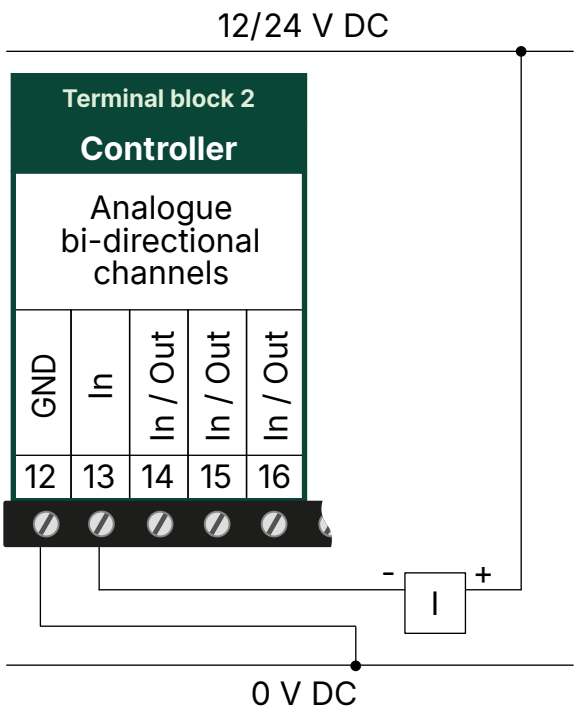 12/24 V DC
Terminal block 2
Controller
Analogue
bi-directional
channels
GND
In
In / Out
In / Out
In / Out
12
13
14
15
16
-
+
I
0 V DC